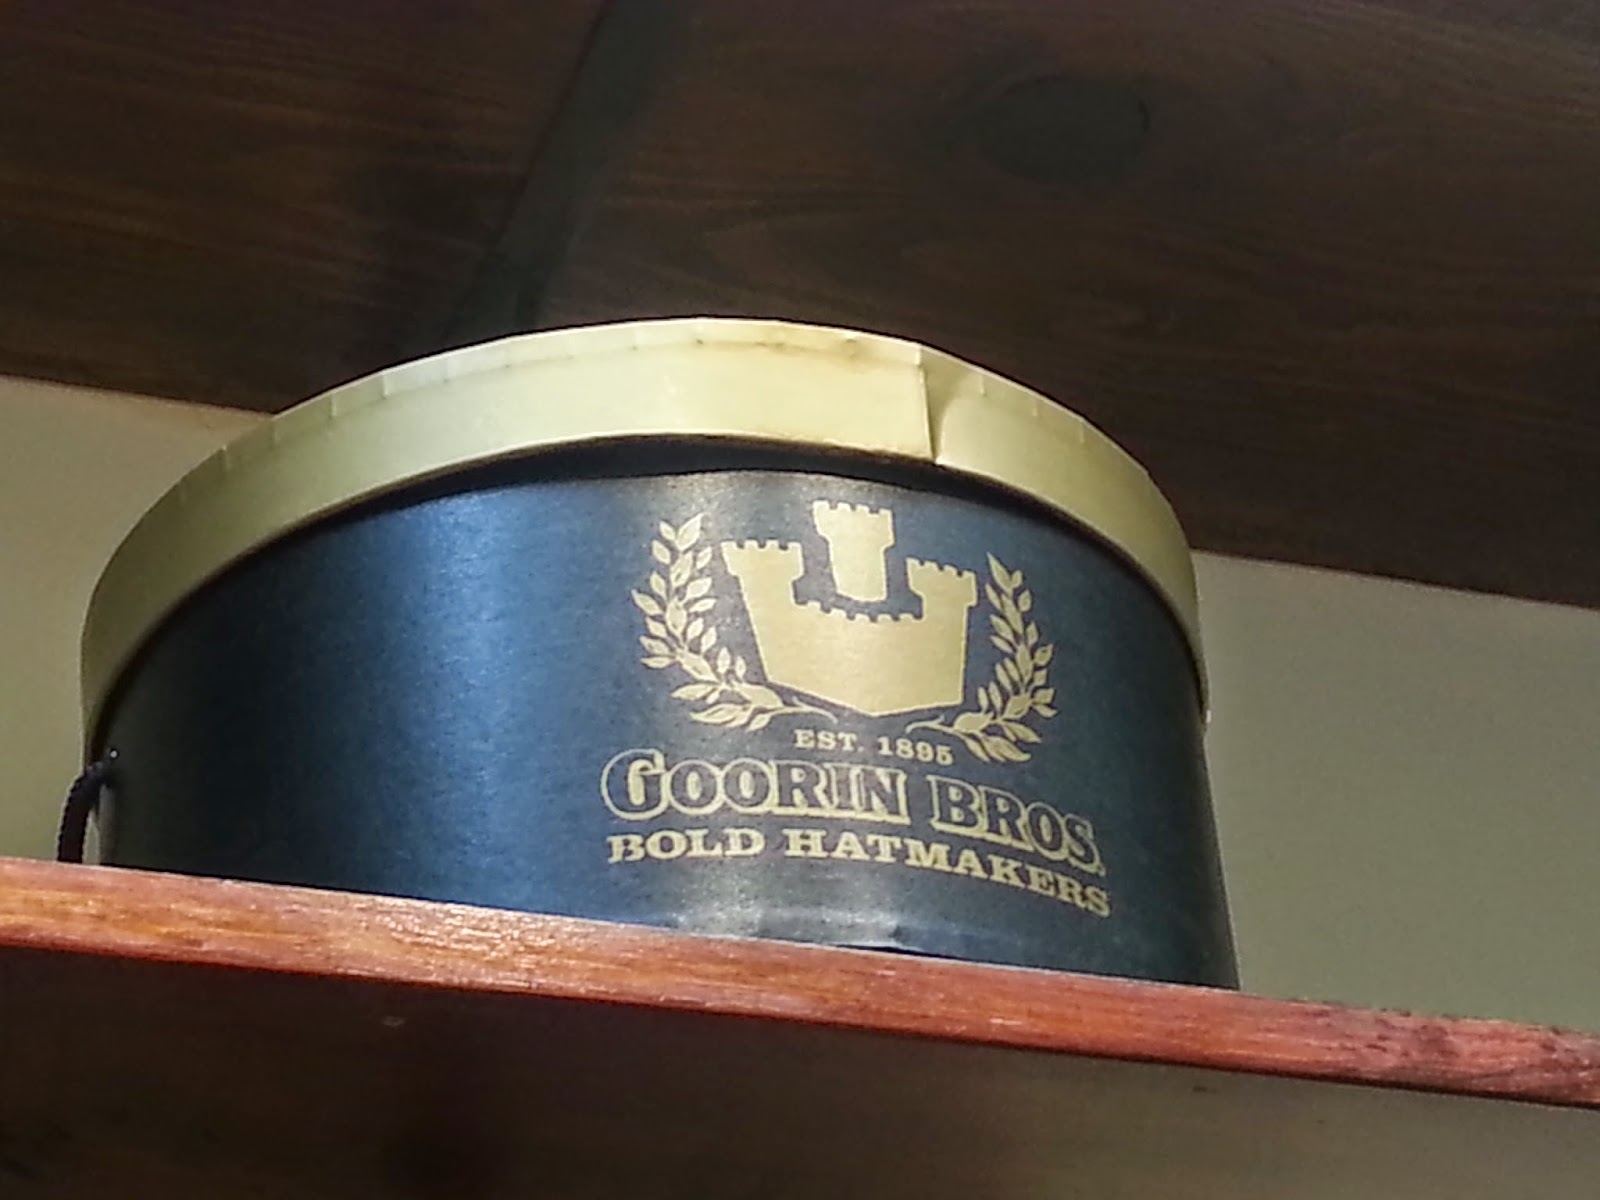 EST. 1895
GOORIN BROS.
BOLD HATMAKERS